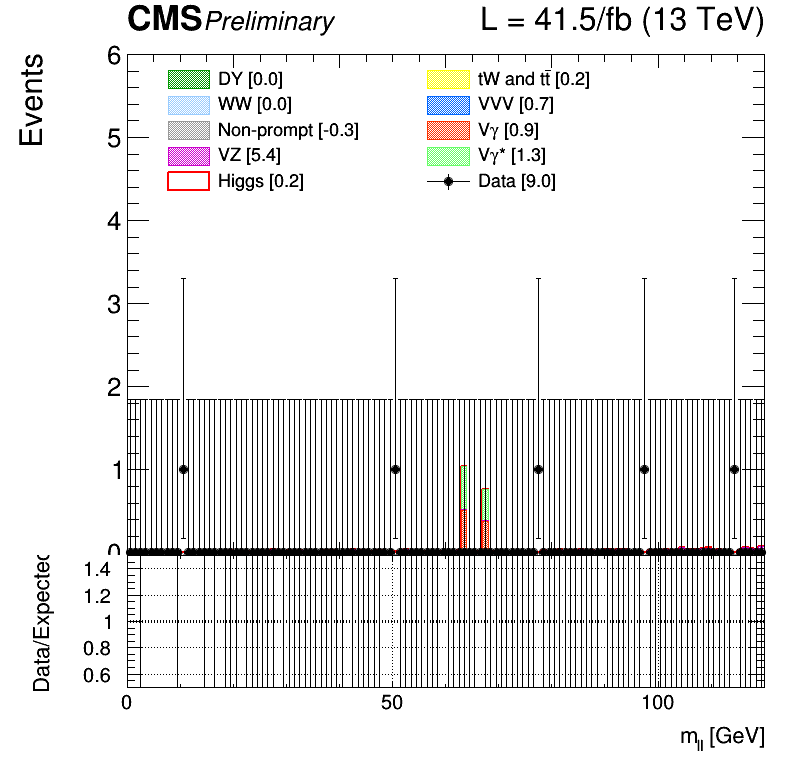 CMS Preliminary L = 41.5/fb (13 TeV)
Events
6
5
4
3
2
1
0
DY [0.0]
WW [0.0]
Non-prompt [-0.3]
VZ [5.4]
Higgs [0.2]
tW and tt̄ [0.2]
VVV [0.7]
Vγ [0.9]
Vγ* [1.3]
Data [9.0]
Data/Expected
1.4
1.2
1
0.8
0.6
0 50 100
m_ll [GeV]